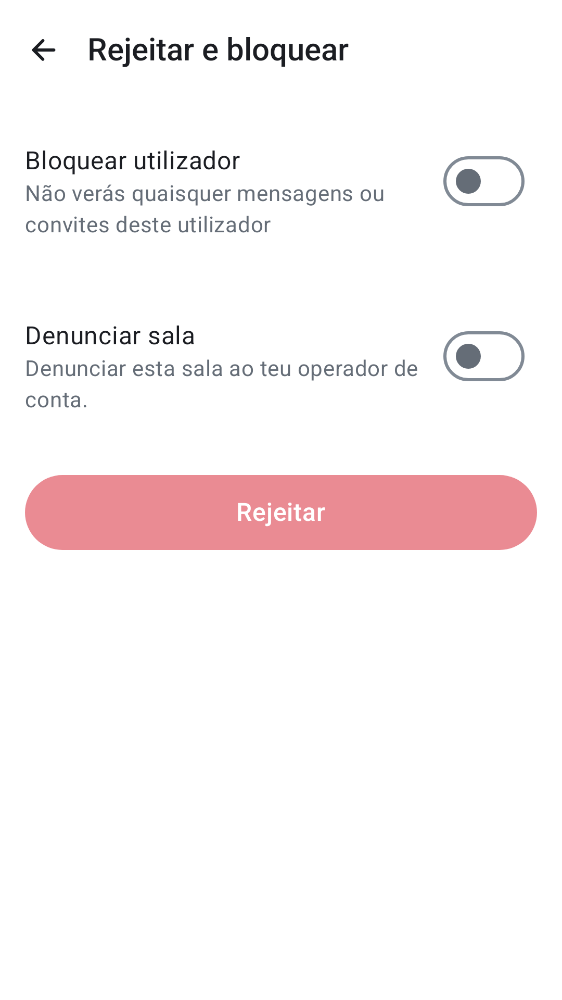 Rejeitar e bloquear
Bloquear utilizador
Não verás quaisquer mensagens ou
convites deste utilizador
Denunciar sala
Denunciar esta sala ao teu operador de
conta.
Rejeitar